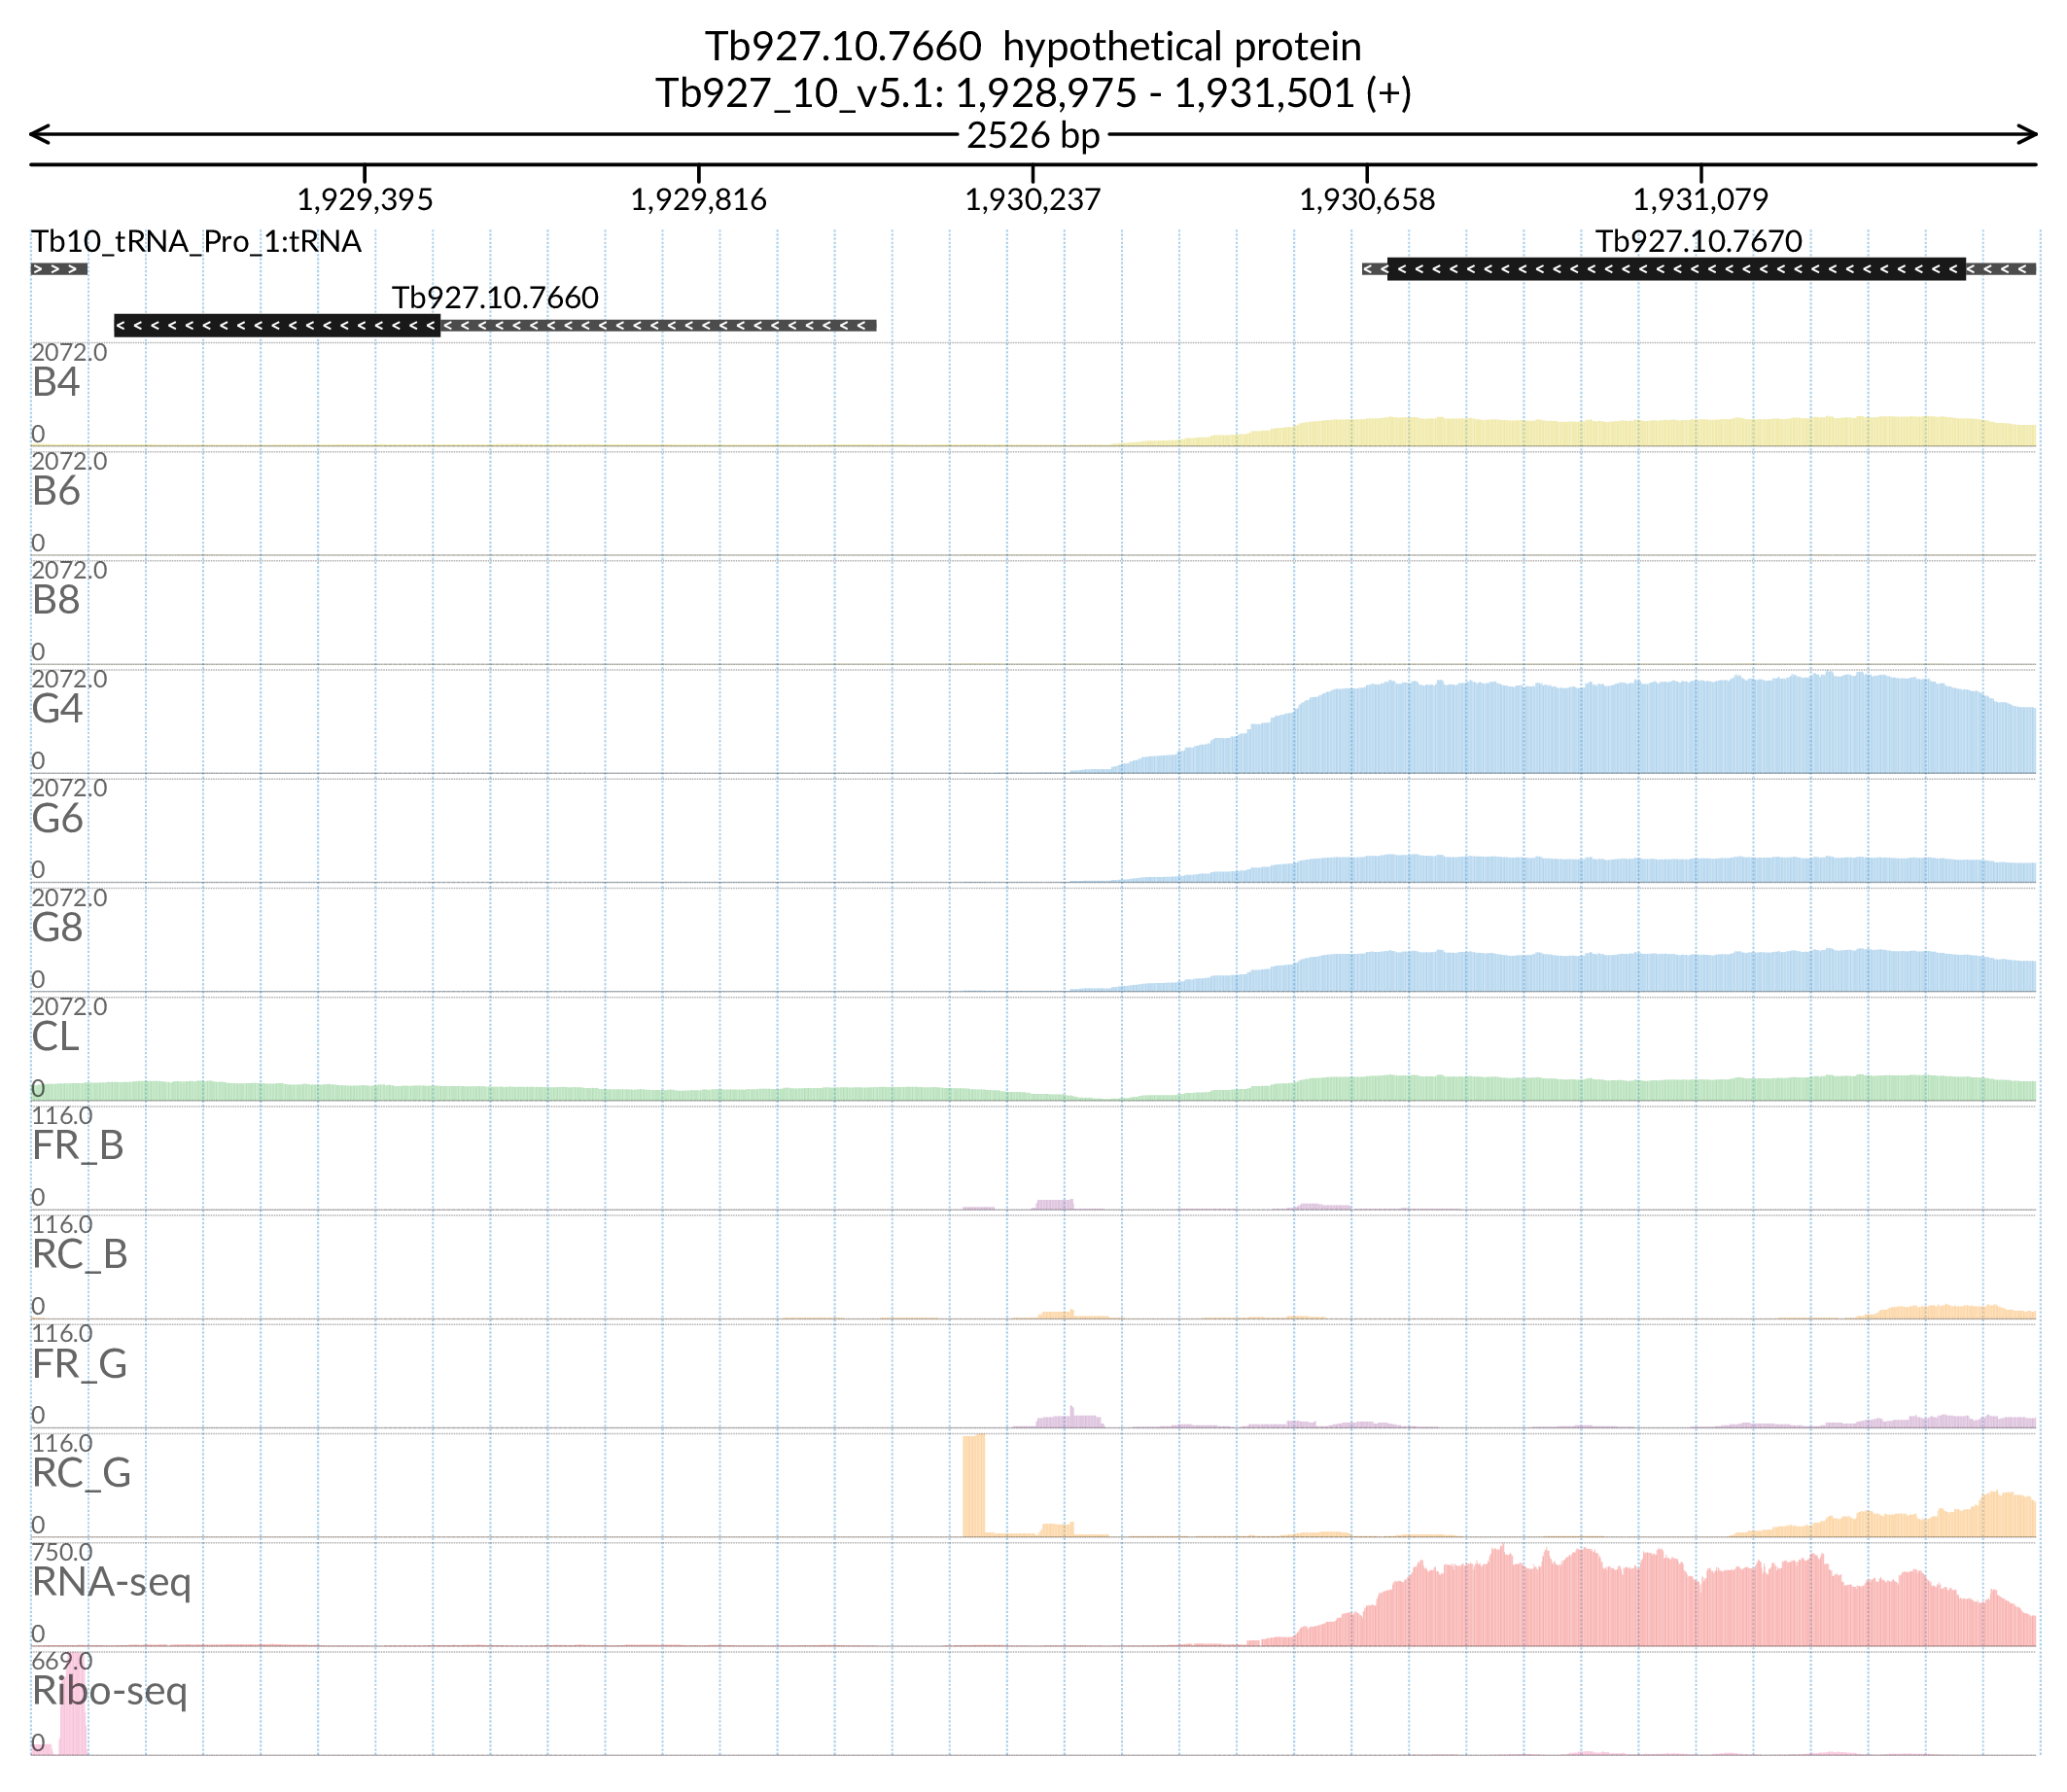 Tb927.10.7660  hypothetical protein
Tb927_10_v5.1: 1,928,975 - 1,931,501 (+)
2526 bp
1,929,395 1,929,816 1,930,237 1,930,658 1,931,079
Tb10_tRNA_Pro_1:tRNA Tb927.10.7670
Tb927.10.7660
2072.0
B4
0
2072.0
B6
0
2072.0
B8
0
2072.0
G4
0
2072.0
G6
0
2072.0
G8
0
2072.0
CL
0
116.0
FR_B
0
116.0
RC_B
0
116.0
FR_G
0
116.0
RC_G
0
750.0
RNA-seq
0
669.0
Ribo-seq
0